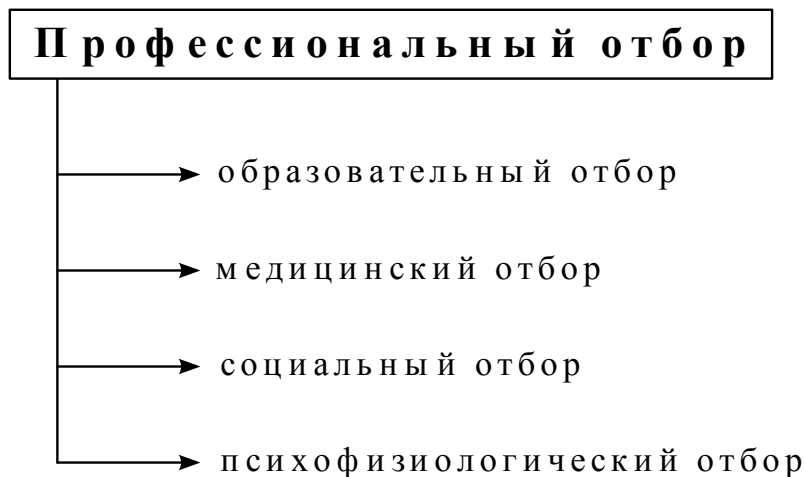 Профессиональный отбор
образовательный отбор
медицинский отбор
социальный отбор
психофизиологический отбор